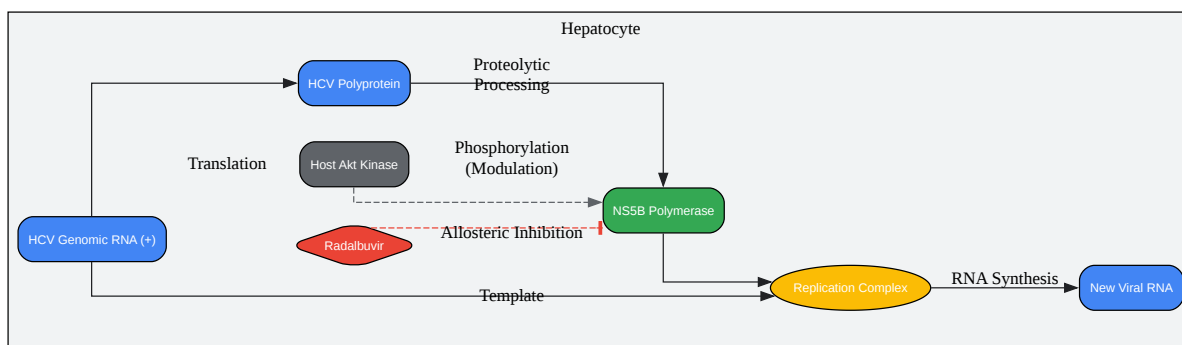 Hepatocyte
HCV Polyprotein
Proteolytic
Processing
Translation
Host Akt Kinase
Phosphorylation
(Modulation)
NS5B Polymerase
HCV Genomic RNA (+)
Radalbuvir
Allosteric Inhibition
Template
Replication Complex
RNA Synthesis
New Viral RNA